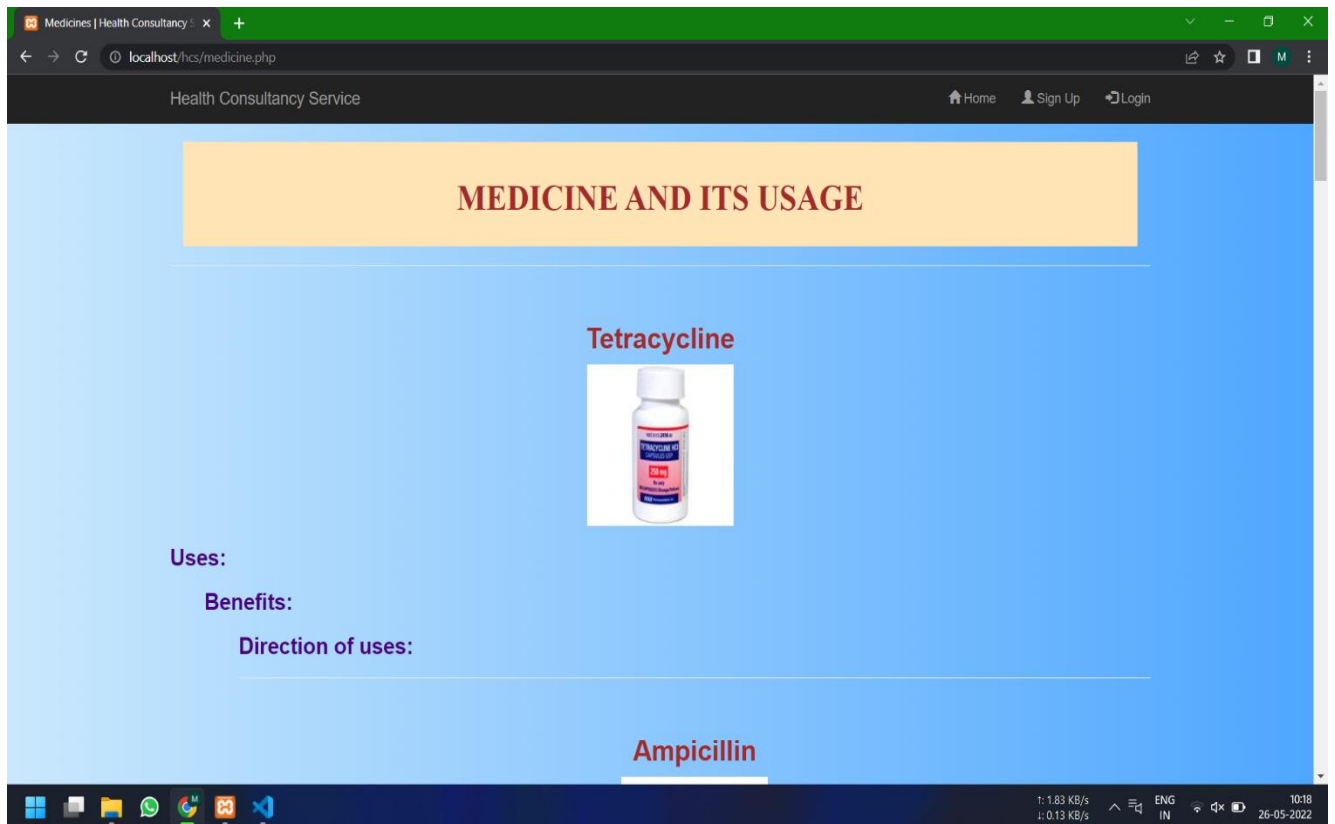 Medicines | Health Consultancy S
localhost/hcs/medicine.php
M
Health Consultancy Service
Home
Sign Up
Login
MEDICINE AND ITS USAGE
Tetracycline
TETRACYCLINE HCl
CAPSULES USP
250 mg
Uses:
Benefits:
Direction of uses:
Ampicillin
↑: 1.83 KB/s
↓: 0.13 KB/s
ENG
IN
10:18
26-05-2022